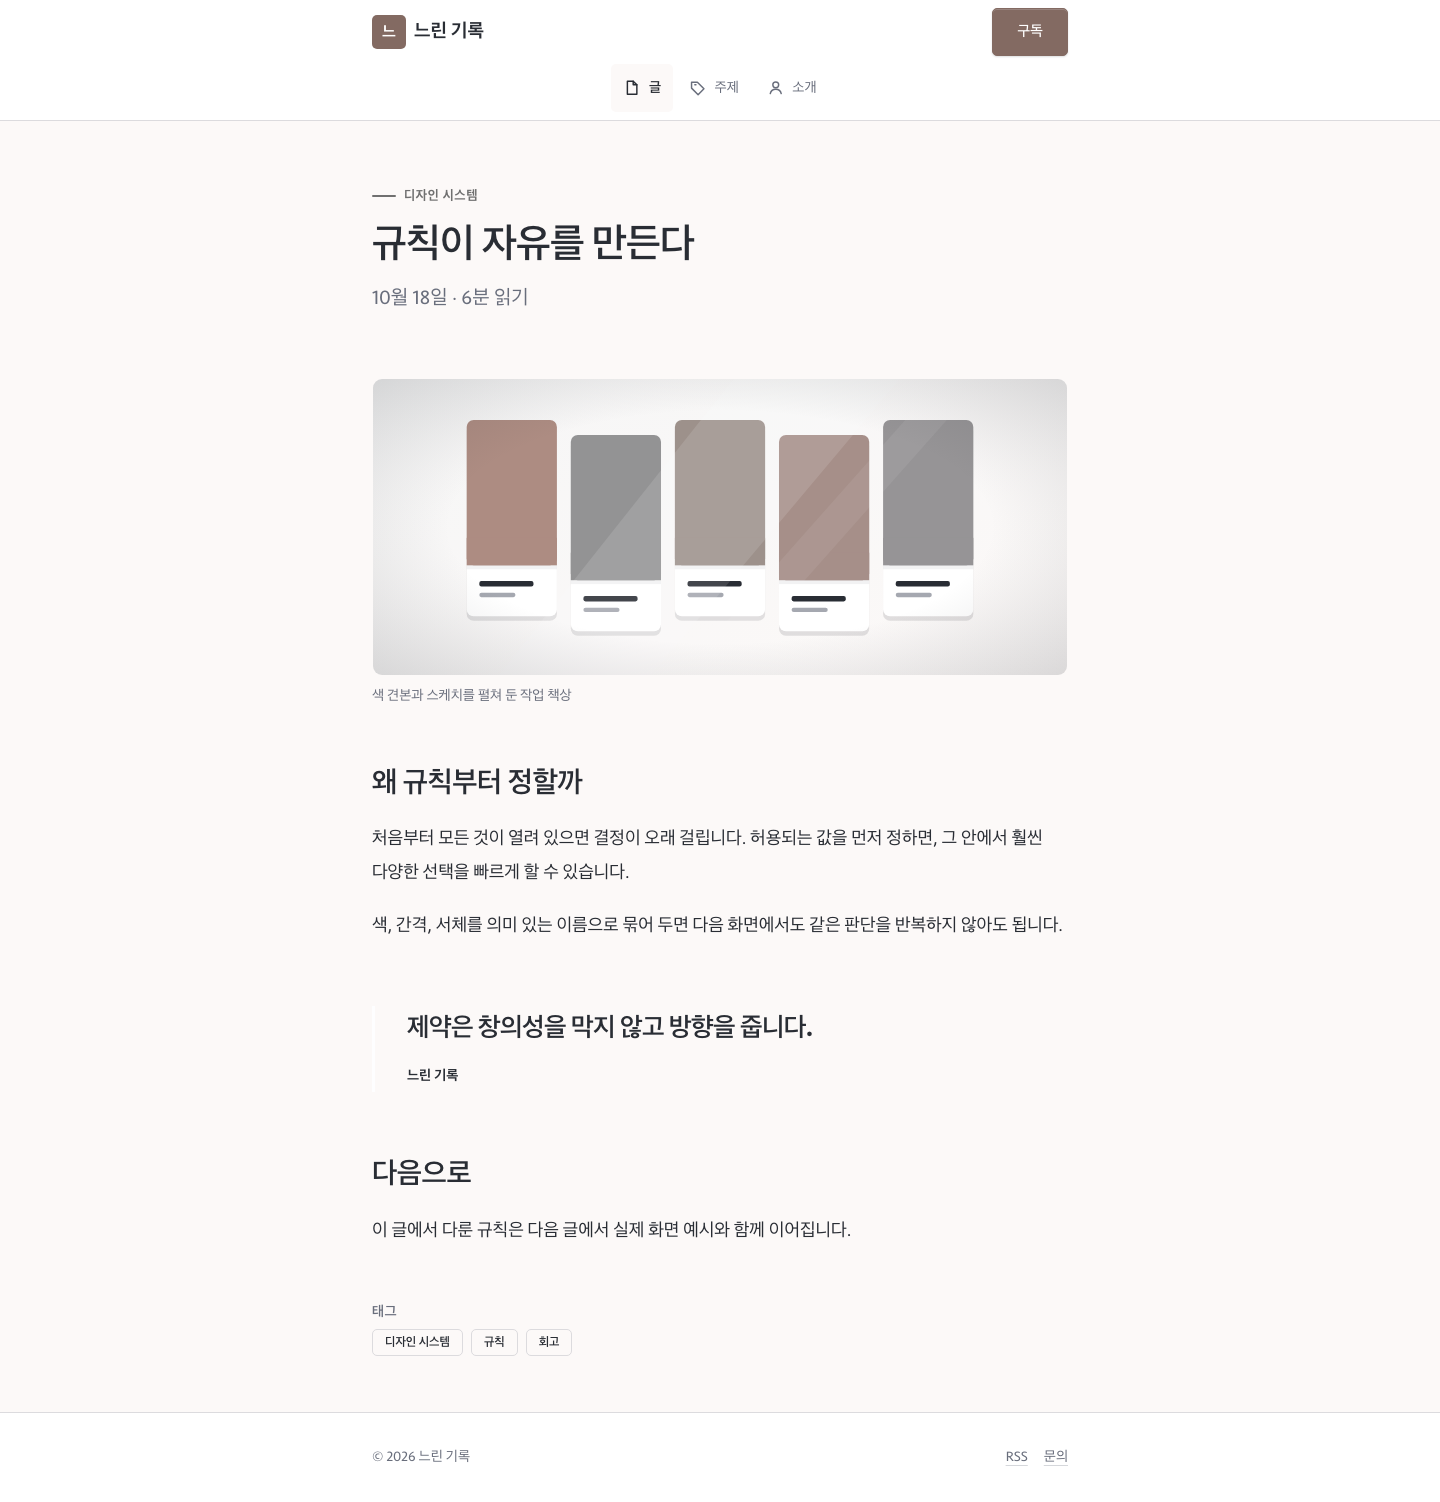 느 느린 기록
구독
글 주제 소개
디자인 시스템
규칙이 자유를 만든다
10월 18일 · 6분 읽기
색 견본과 스케치를 펼쳐 둔 작업 책상
왜 규칙부터 정할까
처음부터 모든 것이 열려 있으면 결정이 오래 걸립니다. 허용되는 값을 먼저 정하면, 그 안에서 훨씬
다양한 선택을 빠르게 할 수 있습니다.
색, 간격, 서체를 의미 있는 이름으로 묶어 두면 다음 화면에서도 같은 판단을 반복하지 않아도 됩니다.
제약은 창의성을 막지 않고 방향을 줍니다.
느린 기록
다음으로
이 글에서 다룬 규칙은 다음 글에서 실제 화면 예시와 함께 이어집니다.
태그
디자인 시스템 규칙 회고
© 2026 느린 기록
RSS 문의